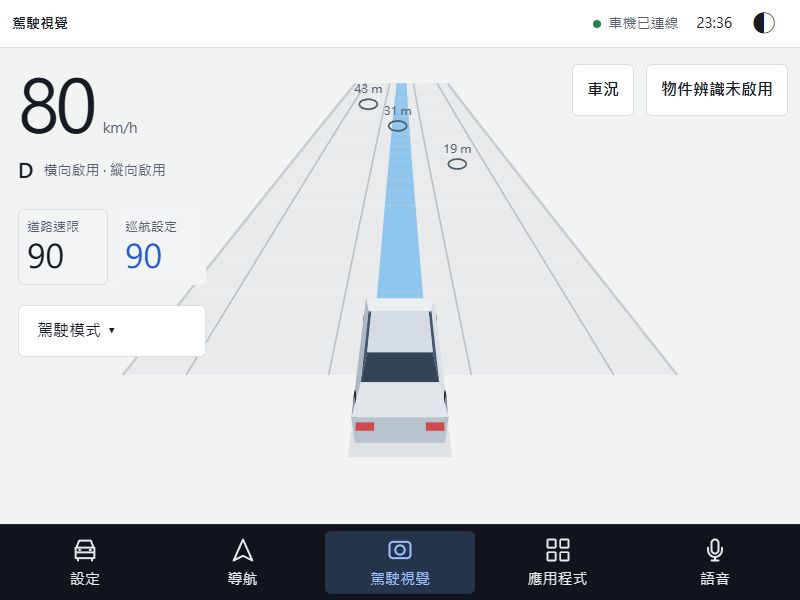 駕駛視覺
車機已連線 23:36
80 km/h
D 橫向啟用 · 縱向啟用
道路速限 巡航設定
90 90
駕駛模式 ▾
43 m
31 m
19 m
車況 物件辨識未啟用
設定 導航 駕駛視覺 應用程式 語音